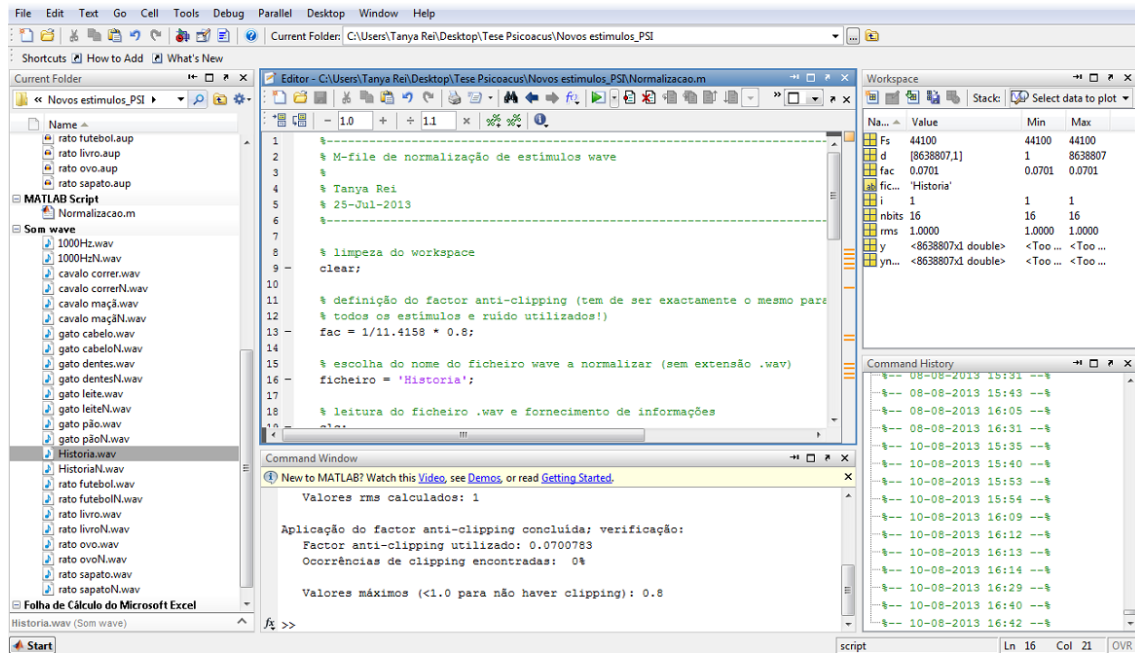 File Edit Text Go Cell Tools Debug Parallel Desktop Window Help
Current Folder: C:\Users\Tanya Rei\Desktop\Tese Psicoacus\Novos estimulos_PSI
Shortcuts How to Add What's New
Current Folder
« Novos estimulos_PSI
Name
rato futebol.aup
rato livro.aup
rato ovo.aup
rato sapato.aup
MATLAB Script
Normalizacao.m
Som wave
1000Hz.wav
1000HzN.wav
cavalo correr.wav
cavalo correrN.wav
cavalo maçã.wav
cavalo maçãN.wav
gato cabelo.wav
gato cabeloN.wav
gato dentes.wav
gato dentesN.wav
gato leite.wav
gato leiteN.wav
gato pão.wav
gato pãoN.wav
Historia.wav
HistoriaN.wav
rato futebol.wav
rato futebolN.wav
rato livro.wav
rato livroN.wav
rato ovo.wav
rato ovoN.wav
rato sapato.wav
rato sapatoN.wav
Folha de Cálculo do Microsoft Excel
Historia.wav (Som wave)
Editor - C:\Users\Tanya Rei\Desktop\Tese Psicoacus\Novos estimulos_PSI\Normalizacao.m
- 1.0 + ÷ 1.1 ×
1 %--------------------------------------------------------------
2 % M-file de normalização de estímulos wave
3 %
4 % Tanya Rei
5 % 25-Jul-2013
6 %--------------------------------------------------------------
7
8 % limpeza do workspace
9 - clear;
10
11 % definição do factor anti-clipping (tem de ser exactamente o mesmo para
12 % todos os estímulos e ruído utilizados!)
13 - fac = 1/11.4158 * 0.8;
14
15 % escolha do nome do ficheiro wave a normalizar (sem extensão .wav)
16 - ficheiro = 'Historia';
17
18 % leitura do ficheiro .wav e fornecimento de informações
19 - clc;
Command Window
New to MATLAB? Watch this Video, see Demos, or read Getting Started.
Valores rms calculados: 1
Aplicação do factor anti-clipping concluída; verificação:
Factor anti-clipping utilizado: 0.0700783
Ocorrências de clipping encontradas: 0%
Valores máximos (<1.0 para não haver clipping): 0.8
fx >>
Workspace
Stack: Select data to plot
Na... Value Min Max
Fs 44100 44100 44100
d [8638807,1] 1 8638807
fac 0.0701 0.0701 0.0701
fic... 'Historia'
i 1 1 1
nbits 16 16 16
rms 1.0000 1.0000 1.0000
y <8638807x1 double> <Too ... <Too ...
yn... <8638807x1 double> <Too ... <Too ...
Command History
%-- 08-08-2013 15:31 --%
%-- 08-08-2013 15:43 --%
%-- 08-08-2013 16:05 --%
%-- 08-08-2013 16:31 --%
%-- 10-08-2013 15:35 --%
%-- 10-08-2013 15:40 --%
%-- 10-08-2013 15:53 --%
%-- 10-08-2013 15:54 --%
%-- 10-08-2013 16:09 --%
%-- 10-08-2013 16:12 --%
%-- 10-08-2013 16:13 --%
%-- 10-08-2013 16:14 --%
%-- 10-08-2013 16:29 --%
%-- 10-08-2013 16:40 --%
%-- 10-08-2013 16:42 --%
Start
script Ln 16 Col 21 OVR